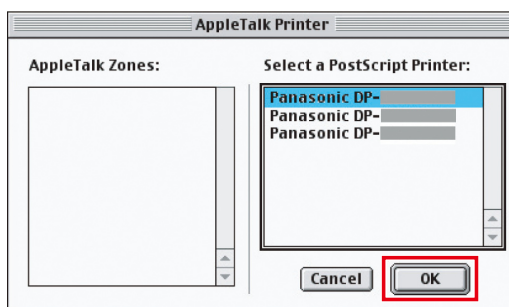 AppleTalk Printer
AppleTalk Zones:
Select a PostScript Printer:
Panasonic DP-
Panasonic DP-
Panasonic DP-
Cancel
OK